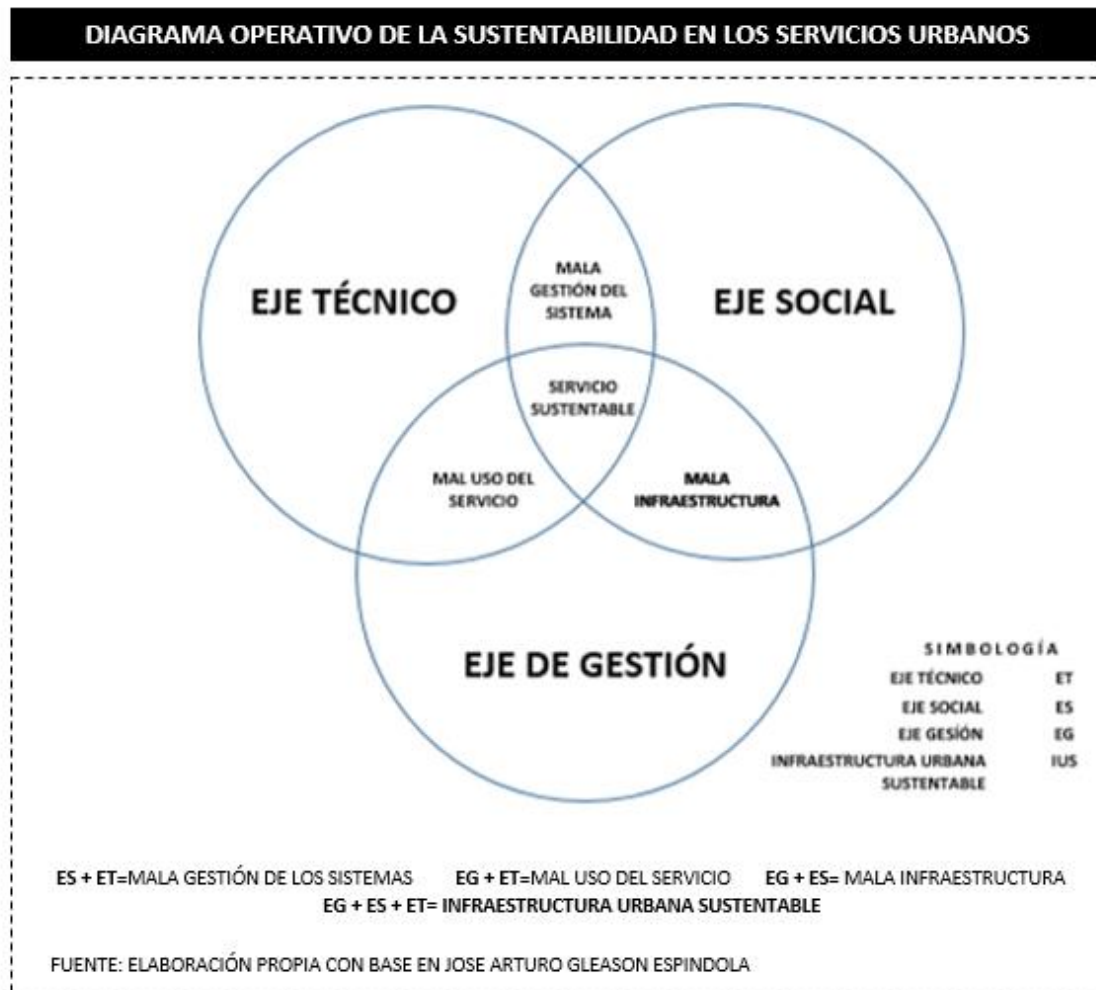 DIAGRAMA OPERATIVO DE LA SUSTENTABILIDAD EN LOS SERVICIOS URBANOS
EJE TÉCNICO
MALA
GESTIÓN DEL
SISTEMA
EJE SOCIAL
SERVICIO
SUSTENTABLE
MAL USO DEL
SERVICIO
MALA
INFRAESTRUCTURA
EJE DE GESTIÓN
SIMBOLOGÍA
EJE TÉCNICO ET
EJE SOCIAL ES
EJE GESÍÓN EG
INFRAESTRUCTURA URBANA IUS
SUSTENTABLE
ES + ET=MALA GESTIÓN DE LOS SISTEMAS EG + ET=MAL USO DEL SERVICIO EG + ES= MALA INFRAESTRUCTURA
EG + ES + ET= INFRAESTRUCTURA URBANA SUSTENTABLE
FUENTE: ELABORACIÓN PROPIA CON BASE EN JOSE ARTURO GLEASON ESPINDOLA